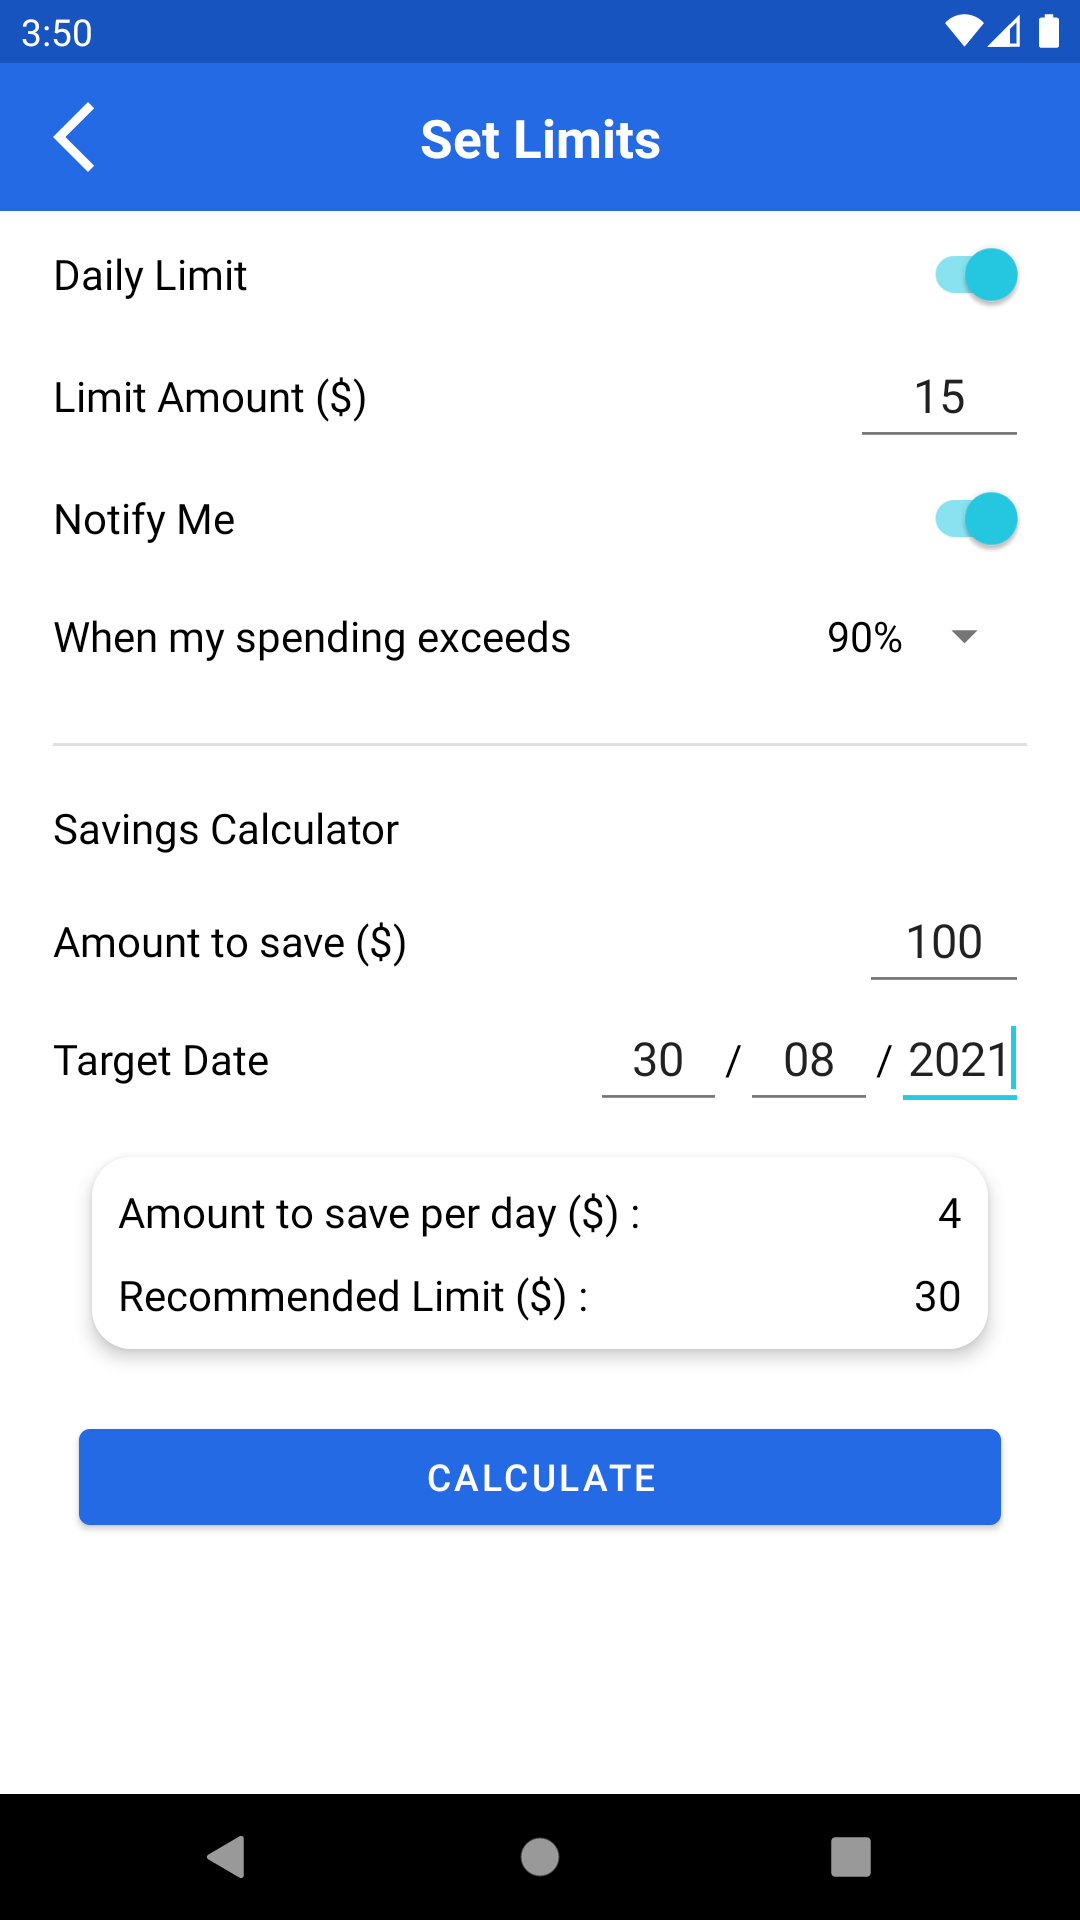 3:50
Set Limits
Daily Limit
Limit Amount ($) 15
Notify Me
When my spending exceeds 90%
Savings Calculator
Amount to save ($) 100
Target Date 30 / 08 / 2021
Amount to save per day ($) : 4
Recommended Limit ($) : 30
CALCULATE